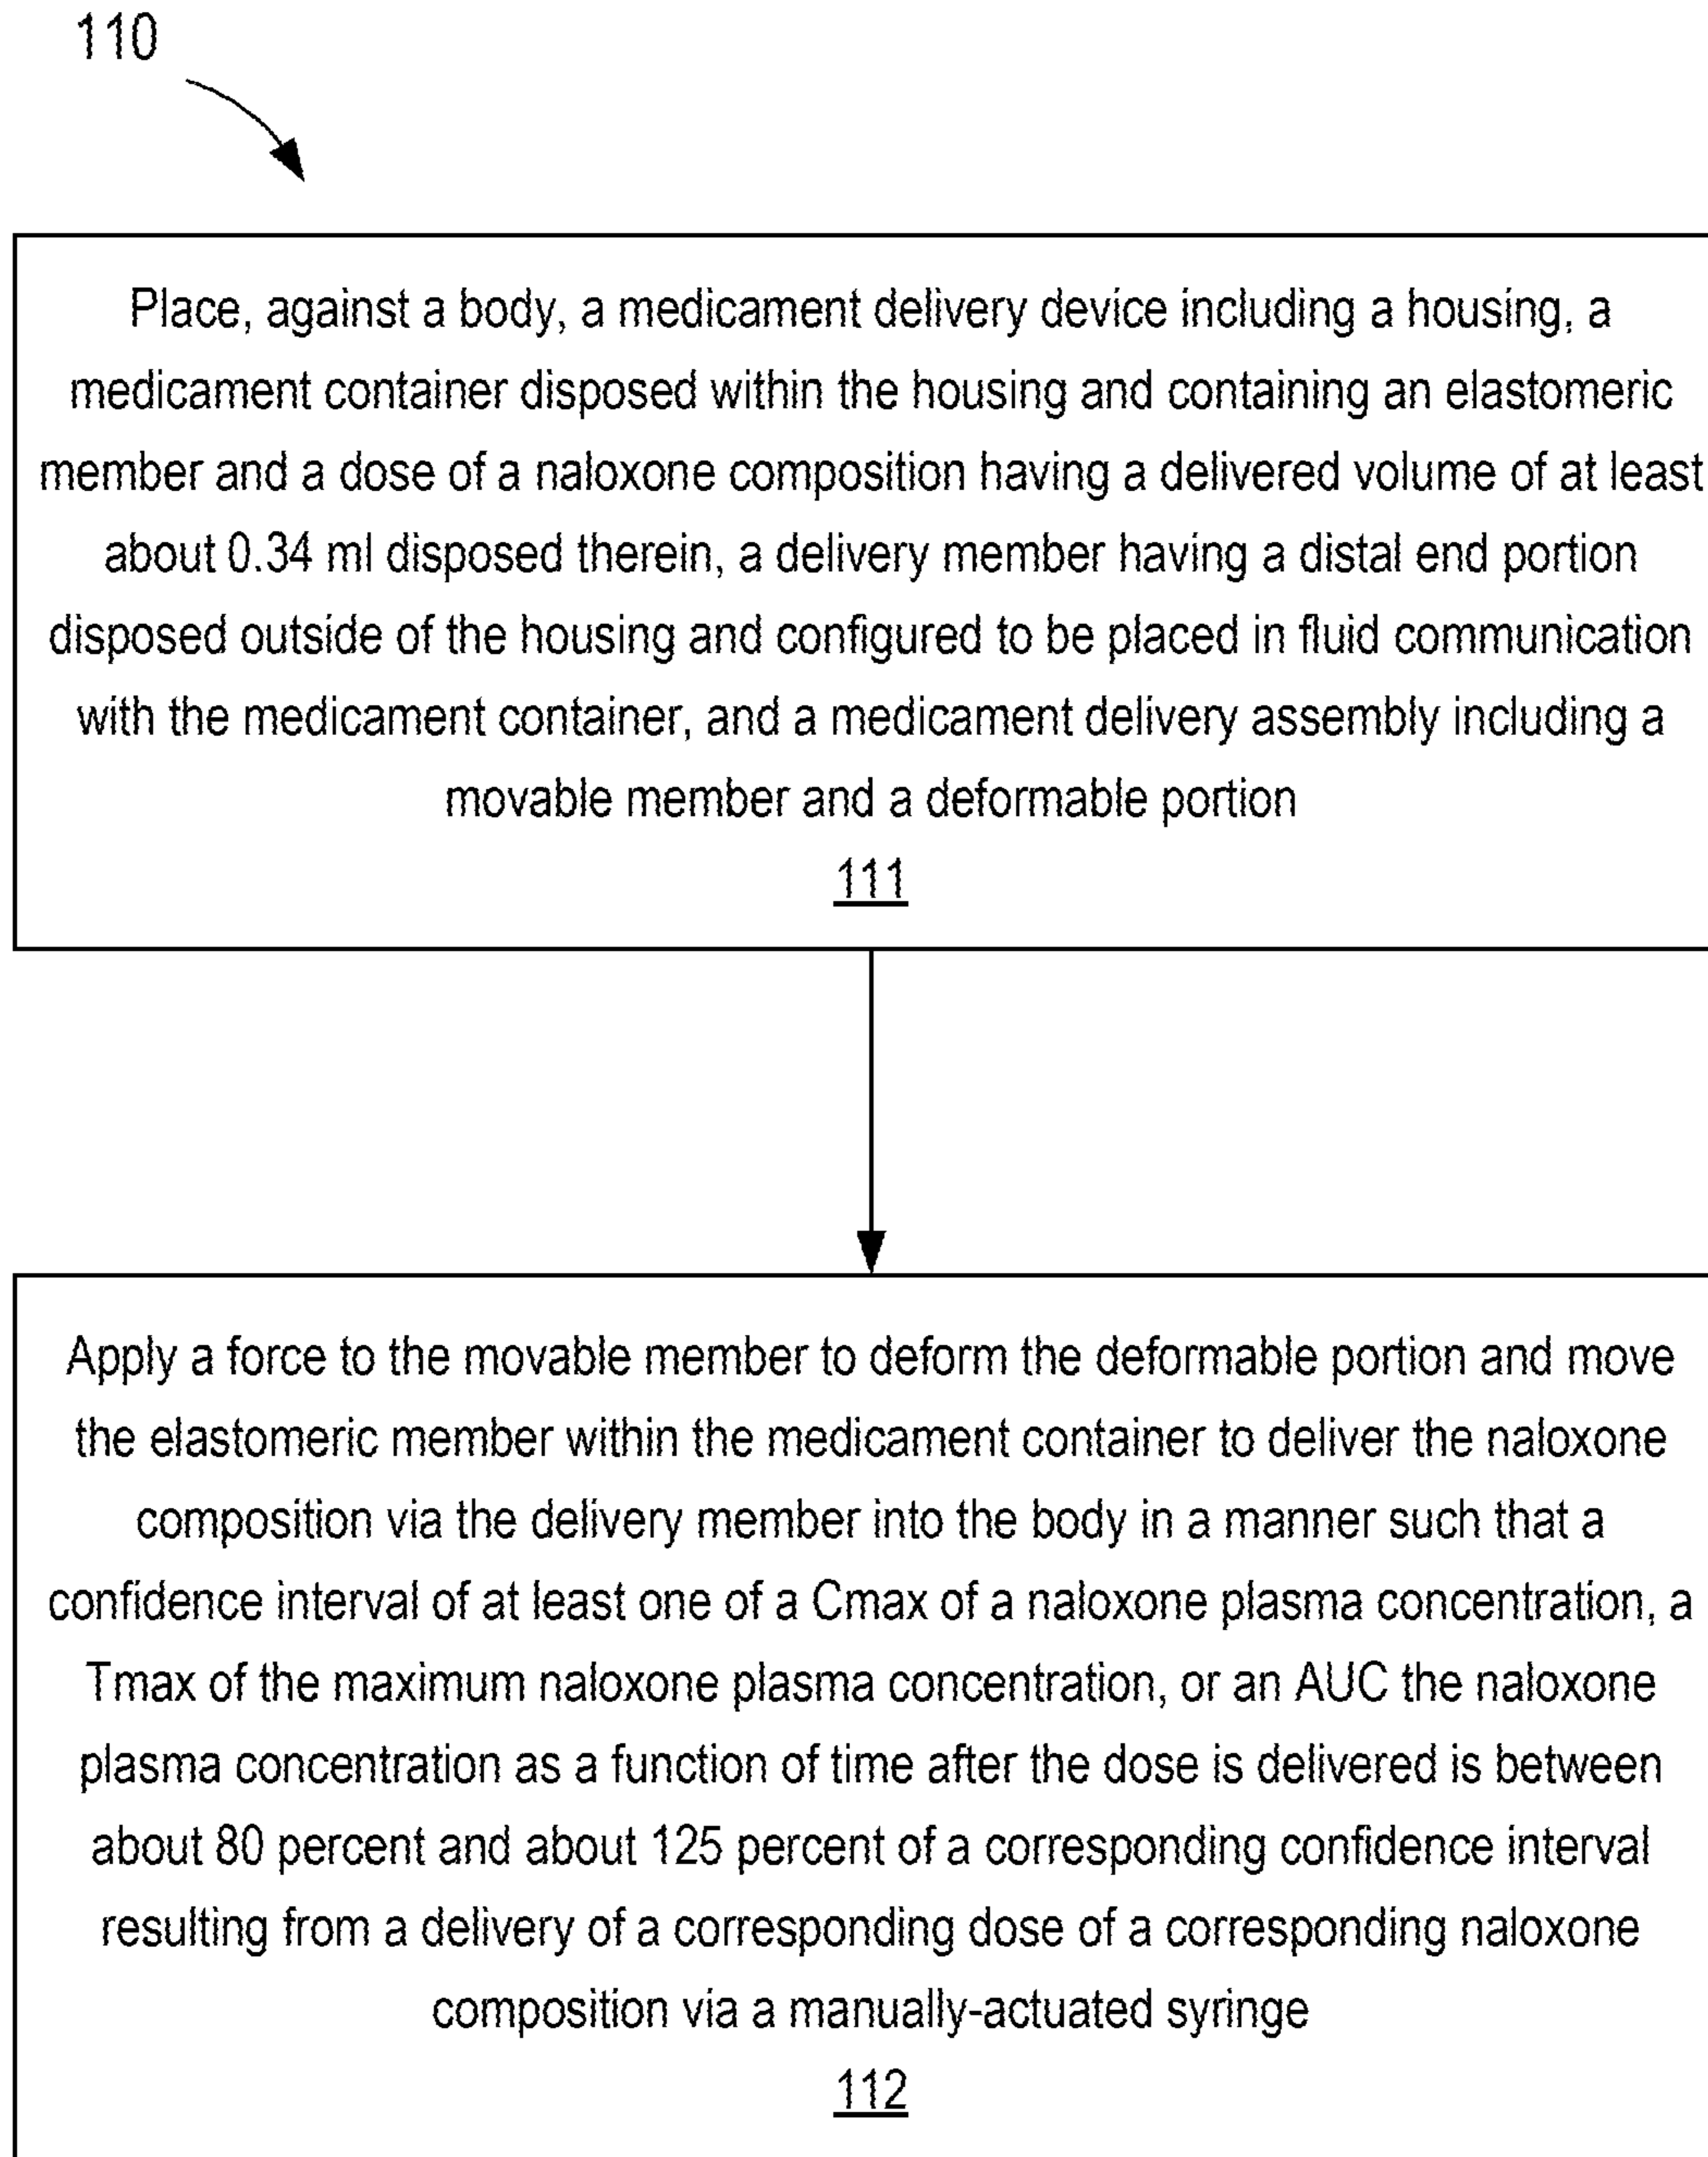 110
Place, against a body, a medicament delivery device including a housing, a
medicament container disposed within the housing and containing an elastomeric
member and a dose of a naloxone composition having a delivered volume of at least
about 0.34 ml disposed therein, a delivery member having a distal end portion
disposed outside of the housing and configured to be placed in fluid communication
with the medicament container, and a medicament delivery assembly including a
movable member and a deformable portion
111
Apply a force to the movable member to deform the deformable portion and move
the elastomeric member within the medicament container to deliver the naloxone
composition via the delivery member into the body in a manner such that a
confidence interval of at least one of a Cmax of a naloxone plasma concentration, a
Tmax of the maximum naloxone plasma concentration, or an AUC the naloxone
plasma concentration as a function of time after the dose is delivered is between
about 80 percent and about 125 percent of a corresponding confidence interval
resulting from a delivery of a corresponding dose of a corresponding naloxone
composition via a manually-actuated syringe
112